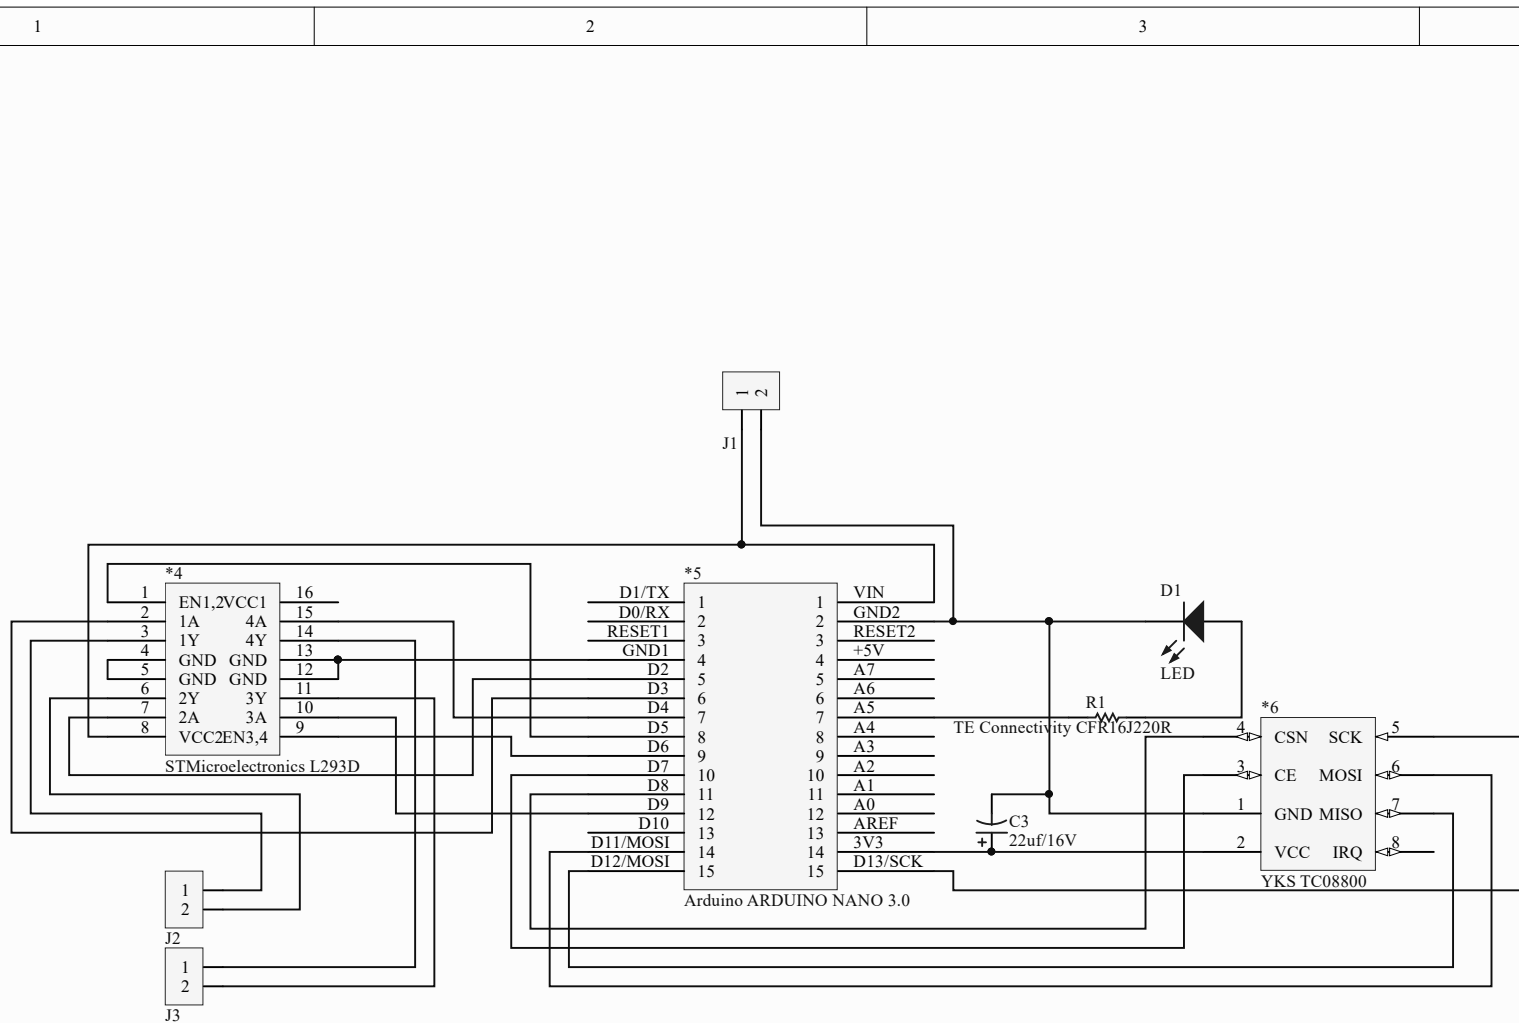 1 2 3
1 2
J1
*4
1 EN1,2VCC1 16
2 1A 4A 15
3 1Y 4Y 14
4 GND GND 13
5 GND GND 12
6 2Y 3Y 11
7 2A 3A 10
8 VCC2EN3,4 9
STMicroelectronics L293D
*5
D1/TX 1 1 VIN
D0/RX 2 2 GND2
RESET1 3 3 RESET2
GND1 4 4 +5V
D2 5 5 A7
D3 6 6 A6
D4 7 7 A5
D5 8 8 A4
D6 9 9 A3
D7 10 10 A2
D8 11 11 A1
D9 12 12 A0
D10 13 13 AREF
D11/MOSI 14 14 3V3
D12/MOSI 15 15 D13/SCK
Arduino ARDUINO NANO 3.0
D1
LED
R1
TE Connectivity CFR16J220R
C3
+ 22uf/16V
*6
4 CSN SCK 5
3 CE MOSI 6
1 GND MISO 7
2 VCC IRQ 8
YKS TC08800
1
2
J2
1
2
J3